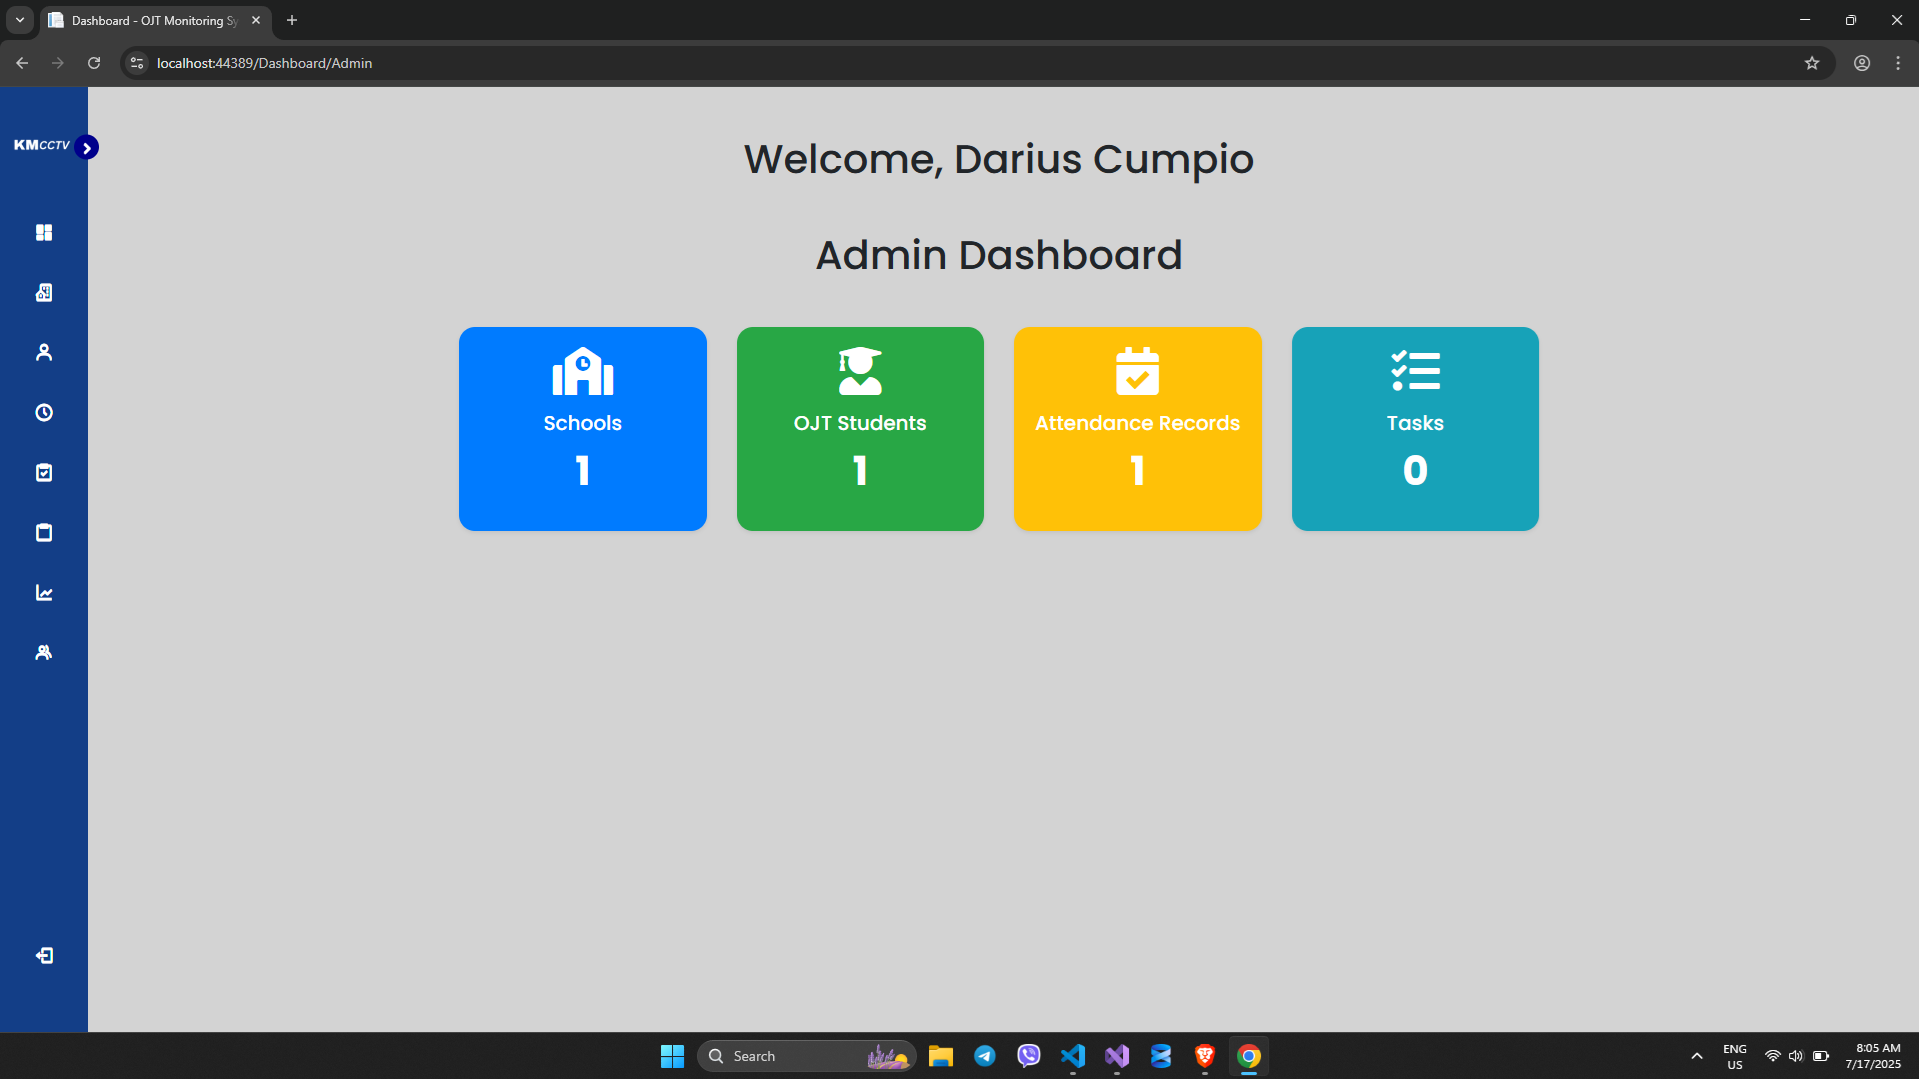 Dashboard - OJT Monitoring Sy
localhost:44389/Dashboard/Admin
KMCCTV
Welcome, Darius Cumpio
Admin Dashboard
Schools
1
OJT Students
1
Attendance Records
1
Tasks
0
Search
ENG
US
8:05 AM
7/17/2025